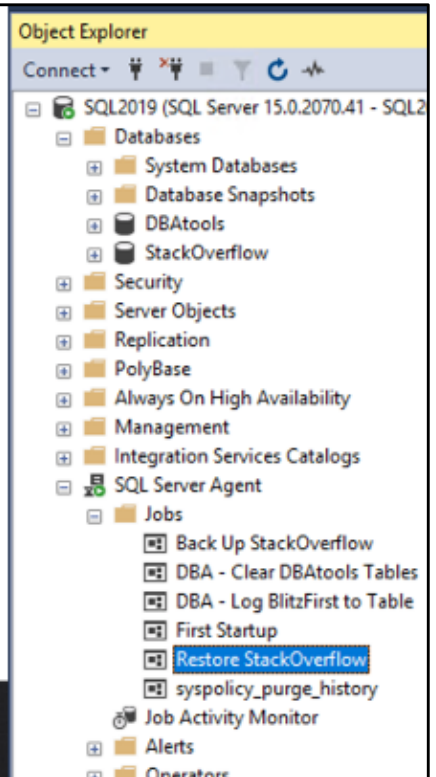 Object Explorer
Connect
SQL2019 (SQL Server 15.0.2070.41 - SQL2
Databases
System Databases
Database Snapshots
DBAtools
StackOverflow
Security
Server Objects
Replication
PolyBase
Always On High Availability
Management
Integration Services Catalogs
SQL Server Agent
Jobs
Back Up StackOverflow
DBA - Clear DBAtools Tables
DBA - Log BlitzFirst to Table
First Startup
Restore StackOverflow
syspolicy_purge_history
Job Activity Monitor
Alerts
Operators